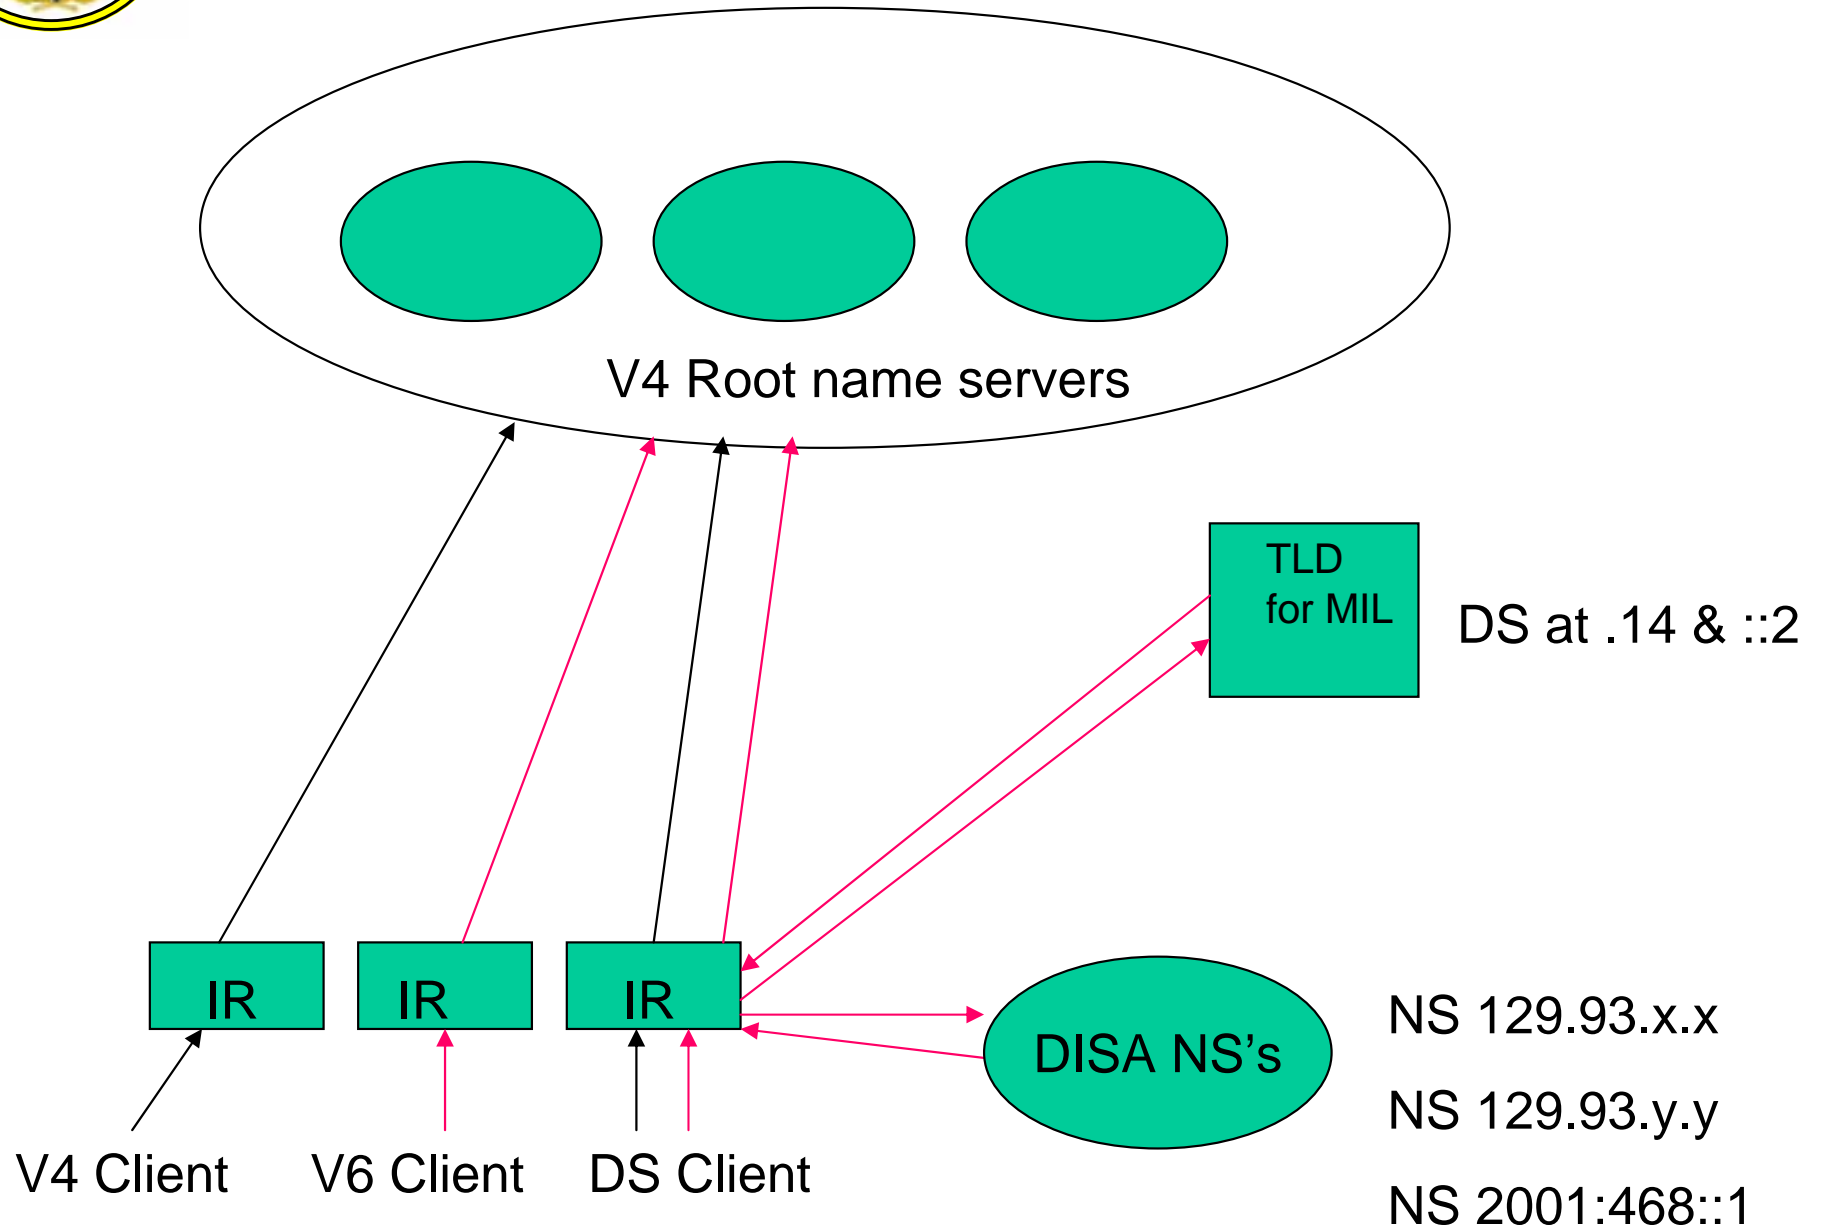 V4 Root name servers
TLD
for MIL
DS at .14 & ::2
IR
IR
IR
DISA NS’s
NS 129.93.x.x
NS 129.93.y.y
NS 2001:468::1
V4 Client
V6 Client
DS Client